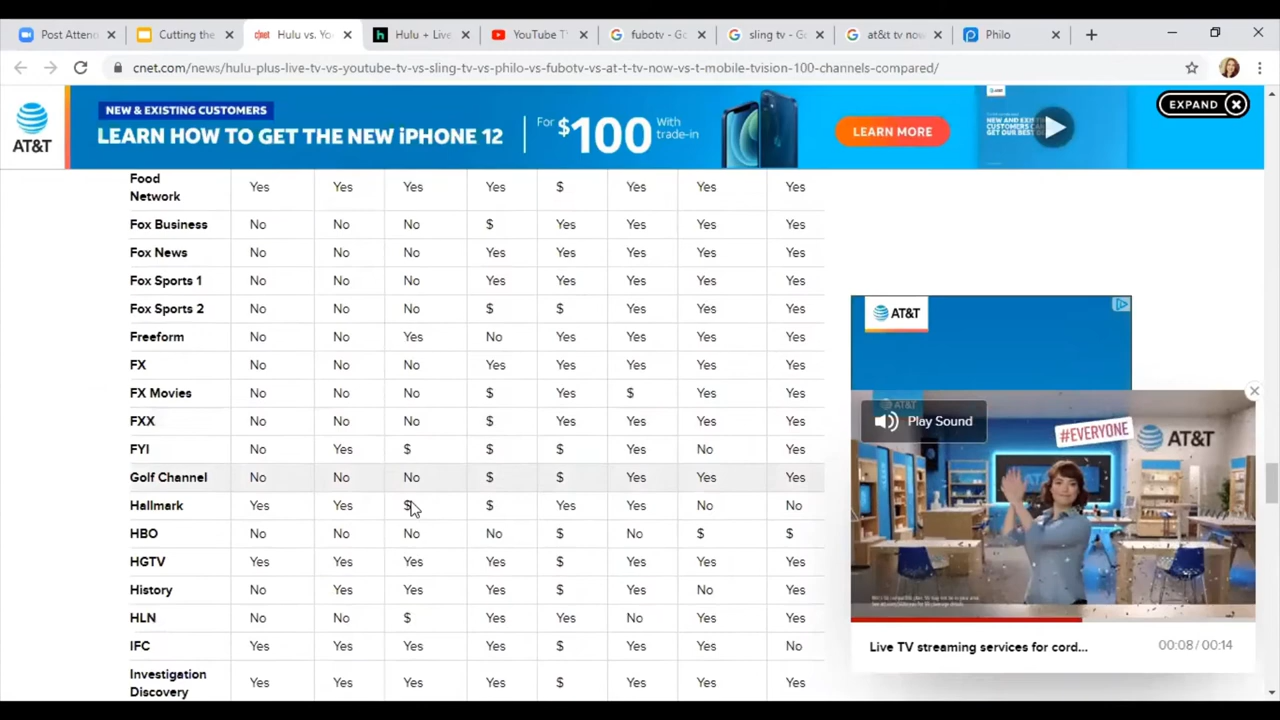 Post Atten
Cutting the
cnet
Hulu vs. Yo
h
Hulu + Live
YouTube T
fubotv - Go
sling tv - Go
at&t tv now
Philo
cnet.com/news/hulu-plus-live-tv-vs-youtube-tv-vs-sling-tv-vs-philo-vs-fubotv-vs-at-t-tv-now-vs-t-mobile-tvision-100-channels-compared/
AT&T
NEW & EXISTING CUSTOMERS
LEARN HOW TO GET THE NEW iPHONE 12
For $100 With trade-in
LEARN MORE
EXPAND
Food Network Yes Yes Yes Yes $ Yes Yes Yes
Fox Business No No No $ Yes Yes Yes Yes
Fox News No No No Yes Yes Yes Yes Yes
Fox Sports 1 No No No Yes Yes Yes Yes Yes
Fox Sports 2 No No No $ $ Yes Yes Yes
Freeform No No Yes No Yes Yes Yes Yes
FX No No No Yes Yes Yes Yes Yes
FX Movies No No No $ Yes $ Yes Yes
FXX No No No $ Yes Yes Yes Yes
FYI No Yes $ $ $ Yes No Yes
Golf Channel No No No $ $ Yes Yes Yes
Hallmark Yes Yes $ $ Yes Yes No No
HBO No No No No $ No $ $
HGTV Yes Yes Yes Yes $ Yes Yes Yes
History No Yes Yes Yes $ Yes No Yes
HLN No No $ Yes Yes No Yes Yes
IFC Yes Yes Yes Yes $ Yes Yes No
Investigation Discovery Yes Yes Yes Yes $ Yes Yes Yes
AT&T
Play Sound
#EVERYONE
AT&T
Live TV streaming services for cord...
00:08 / 00:14